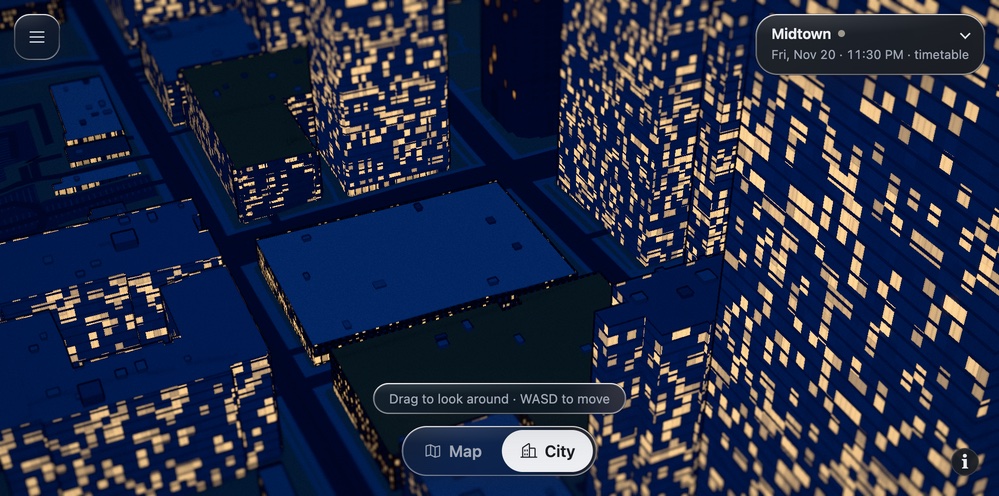 Midtown
Fri, Nov 20 · 11:30 PM · timetable
Drag to look around · WASD to move
Map
City